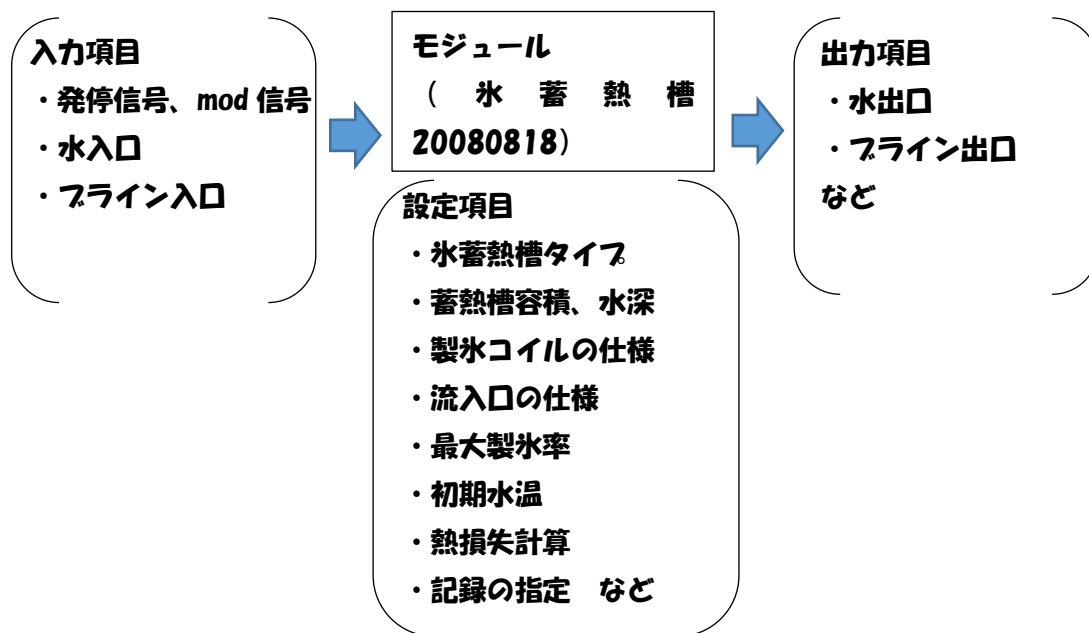 入力項目
・発停信号、mod 信号
・水入口
・ブライン入口
モジュール
（氷蓄熱槽
20080818）
設定項目
・氷蓄熱槽タイプ
・蓄熱槽容積、水深
・製氷コイルの仕様
・流入口の仕様
・最大製氷率
・初期水温
・熱損失計算
・記録の指定　など
出力項目
・水出口
・ブライン出口
など